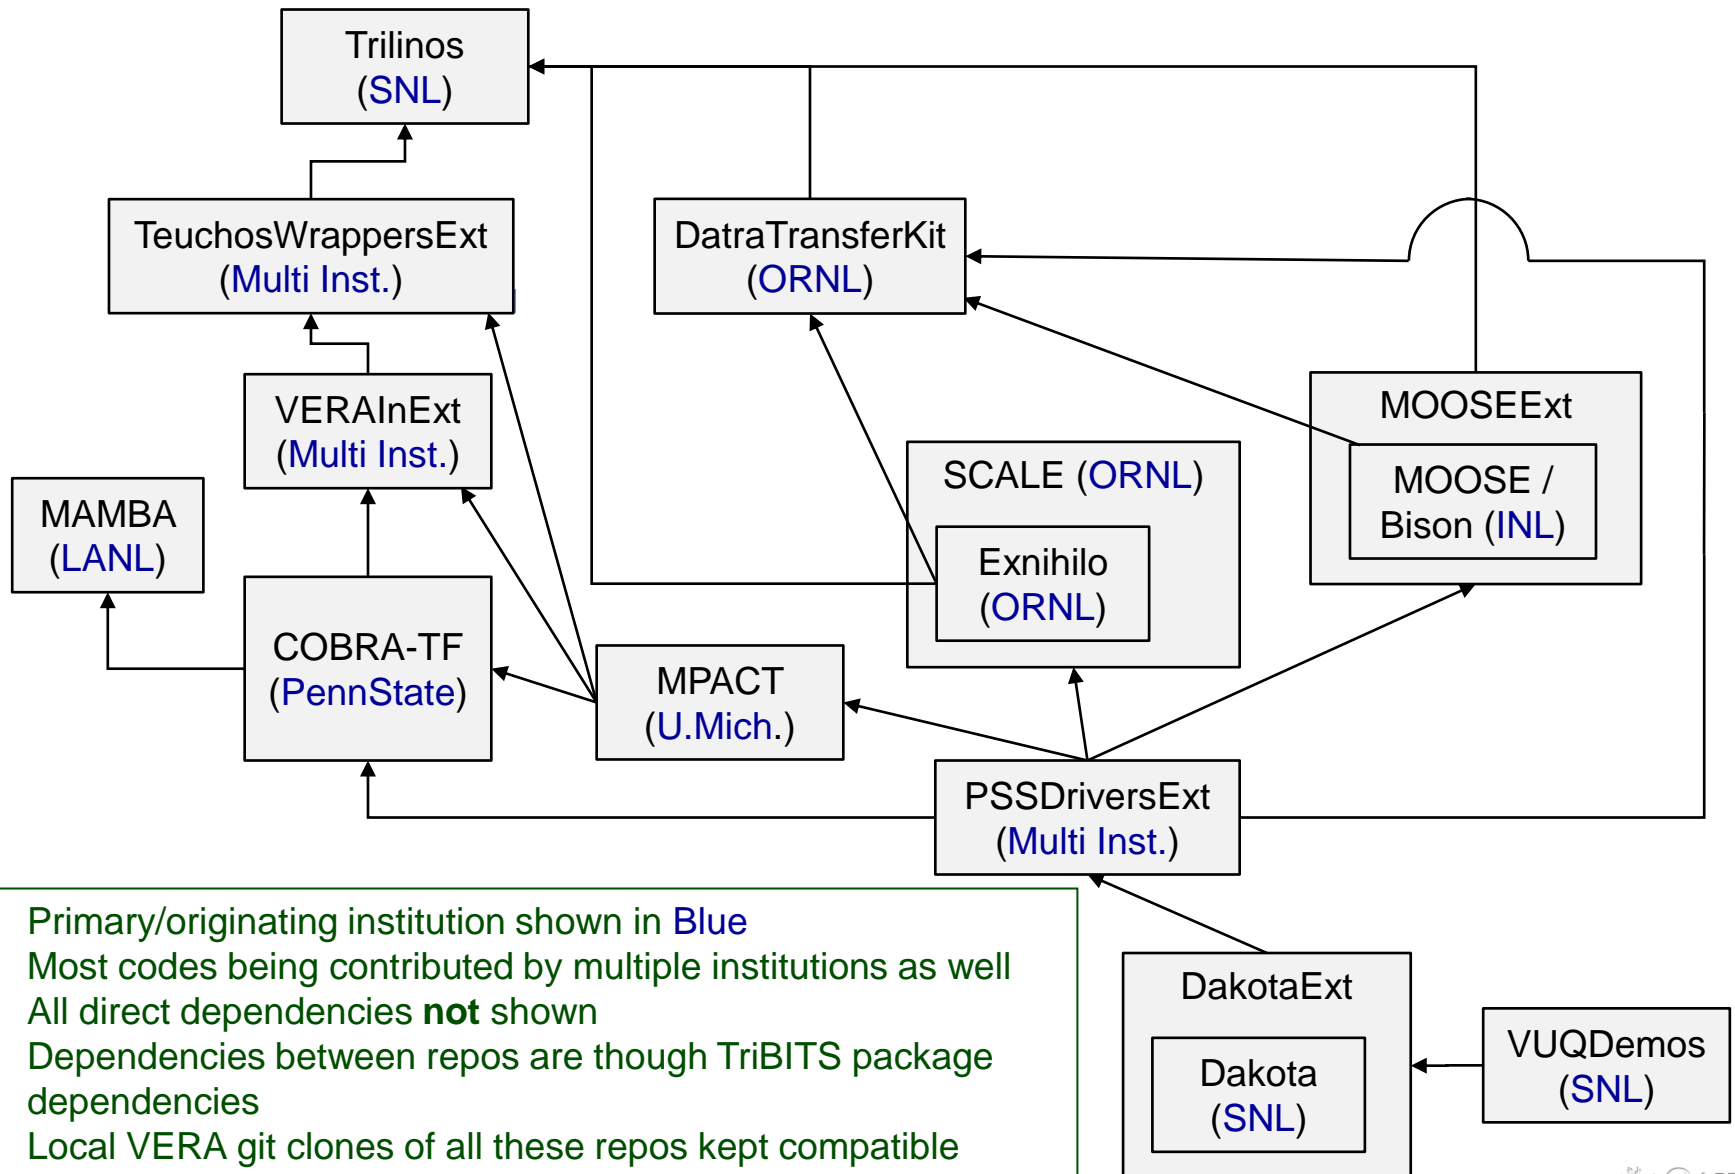 Trilinos
(SNL)
TeuchosWrappersExt
(Multi Inst.)
DatraTransferKit
(ORNL)
VERAInExt
(Multi Inst.)
MOOSEExt
MOOSE /
Bison (INL)
SCALE (ORNL)
Exnihilo
(ORNL)
MAMBA
(LANL)
COBRA-TF
(PennState)
MPACT
(U.Mich.)
PSSDriversExt
(Multi Inst.)
Primary/originating institution shown in Blue
Most codes being contributed by multiple institutions as well
All direct dependencies not shown
Dependencies between repos are though TriBITS package
dependencies
Local VERA git clones of all these repos kept compatible
DakotaExt
Dakota
(SNL)
VUQDemos
(SNL)